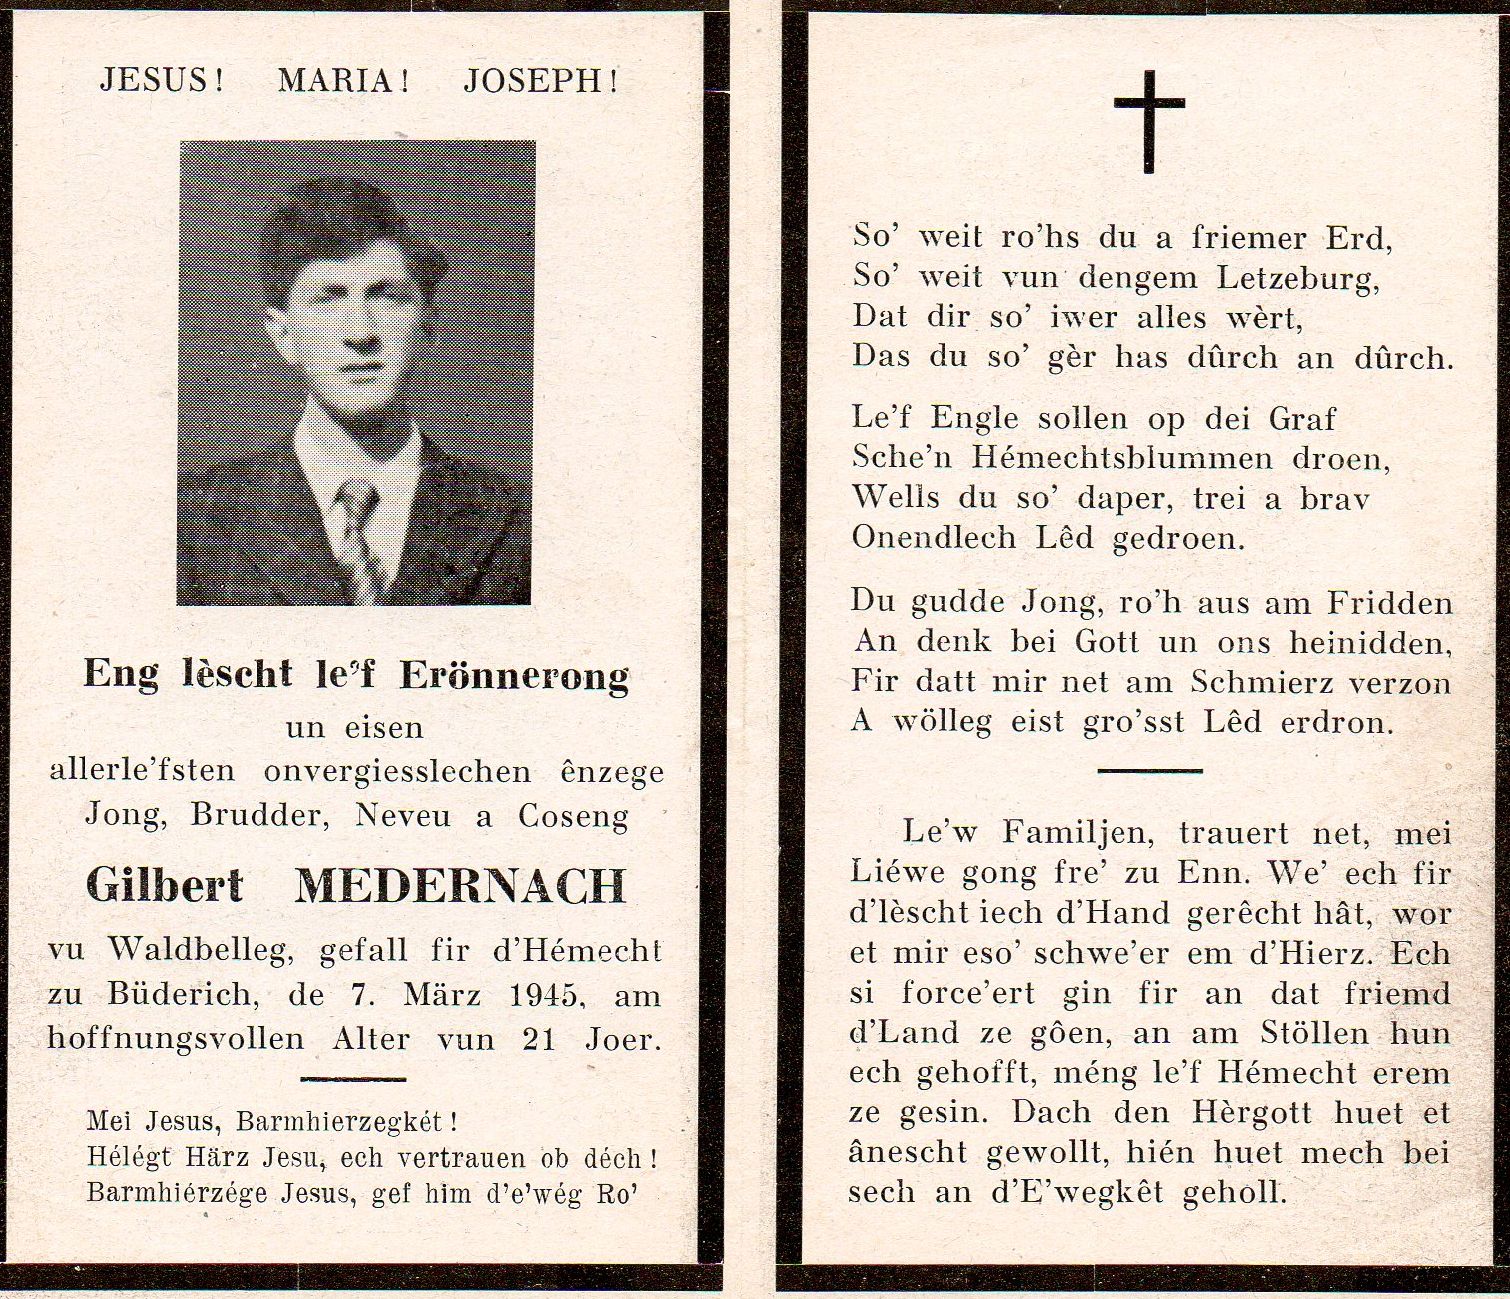 JESUS! MARIA! JOSEPH!
Eng lèscht le'f Erönnerong
un eisen
allerle'fsten onvergiesslechen ênzege
Jong, Brudder, Neveu a Coseng
Gilbert MEDERNACH
vu Waldbelleg, gefall fir d'Hémecht
zu Büderich, de 7. März 1945, am
hoffnungsvollen Alter vun 21 Joer.
Mei Jesus, Barmhierzegkét!
Hélégt Härz Jesu, ech vertrauen ob déch!
Barmhiérzége Jesus, gef him d'e'wég Ro'
So' weit ro'hs du a friemer Erd,
So' weit vun dengem Letzeburg,
Dat dir so' iwer alles wèrt,
Das du so' gèr has dûrch an dûrch.
Le'f Engle sollen op dei Graf
Sche'n Hémechtsblummen droen,
Wells du so' daper, trei a brav
Onendlech Lêd gedroen.
Du gudde Jong, ro'h aus am Fridden
An denk bei Gott un ons heinidden,
Fir datt mir net am Schmierz verzon
A wölleg eist gro'sst Lêd erdron.
Le'w Familjen, trauert net, mei
Liéwe gong fre' zu Enn. We' ech fir
d'lèscht iech d'Hand gerêcht hât, wor
et mir eso' schwe'er em d'Hierz. Ech
si force'ert gin fir an dat friemd
d'Land ze gôen, an am Stöllen hun
ech gehofft, méng le'f Hémecht erem
ze gesin. Dach den Hèrgott huet et
ânescht gewollt, hién huet mech bei
sech an d'E'wegkêt geholl.